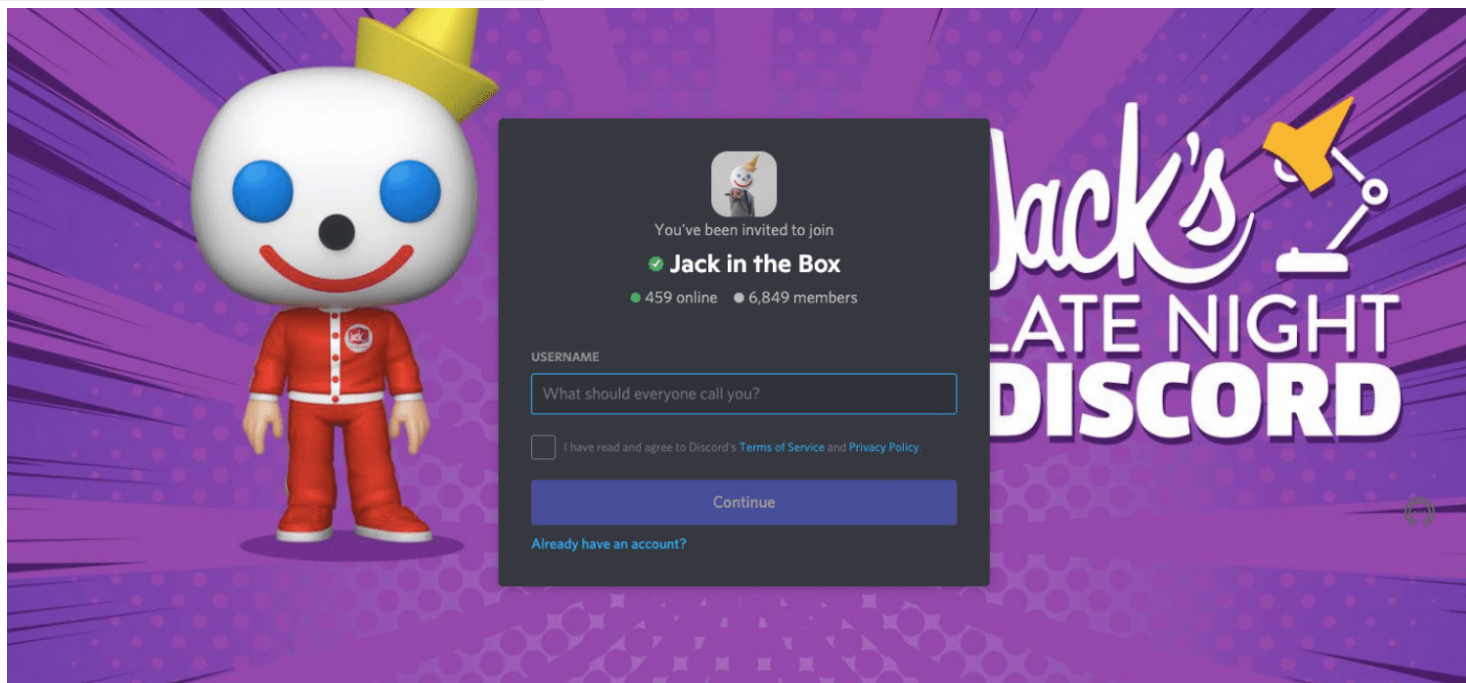 You've been invited to join
Jack in the Box
459 online 6,849 members
USERNAME
What should everyone call you?
I have read and agree to Discord's Terms of Service and Privacy Policy.
Continue
Already have an account?
Jack's
LATE NIGHT
DISCORD
Jack